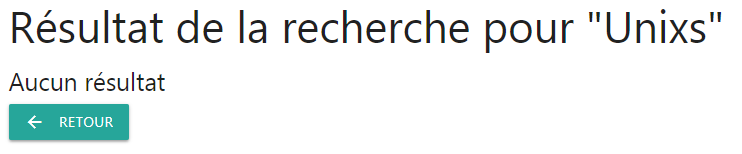 Résultat de la recherche pour "Unixs"
Aucun résultat
RETOUR